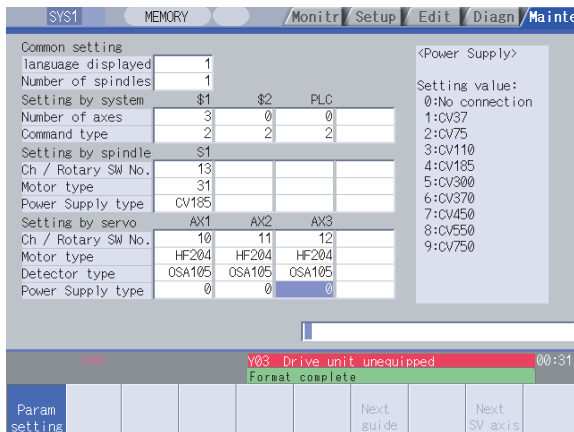 SYS1 MEMORY Monitr Setup Edit Diagn Mainte
Common setting
language displayed 1
Number of spindles 1
Setting by system $1 $2 PLC
Number of axes 3 0 0
Command type 2 2 2
Setting by spindle S1
Ch / Rotary SW No. 13
Motor type 31
Power Supply type CV185
Setting by servo AX1 AX2 AX3
Ch / Rotary SW No. 10 11 12
Motor type HF204 HF204 HF204
Detector type OSA105 OSA105 OSA105
Power Supply type 0 0 0
<Power Supply>
Setting value:
0:No connection
1:CV37
2:CV75
3:CV110
4:CV185
5:CV300
6:CV370
7:CV450
8:CV550
9:CV750
Y03 Drive unit unequipped 00:31
Format complete
Param
setting
Next
guide
Next
SV axis